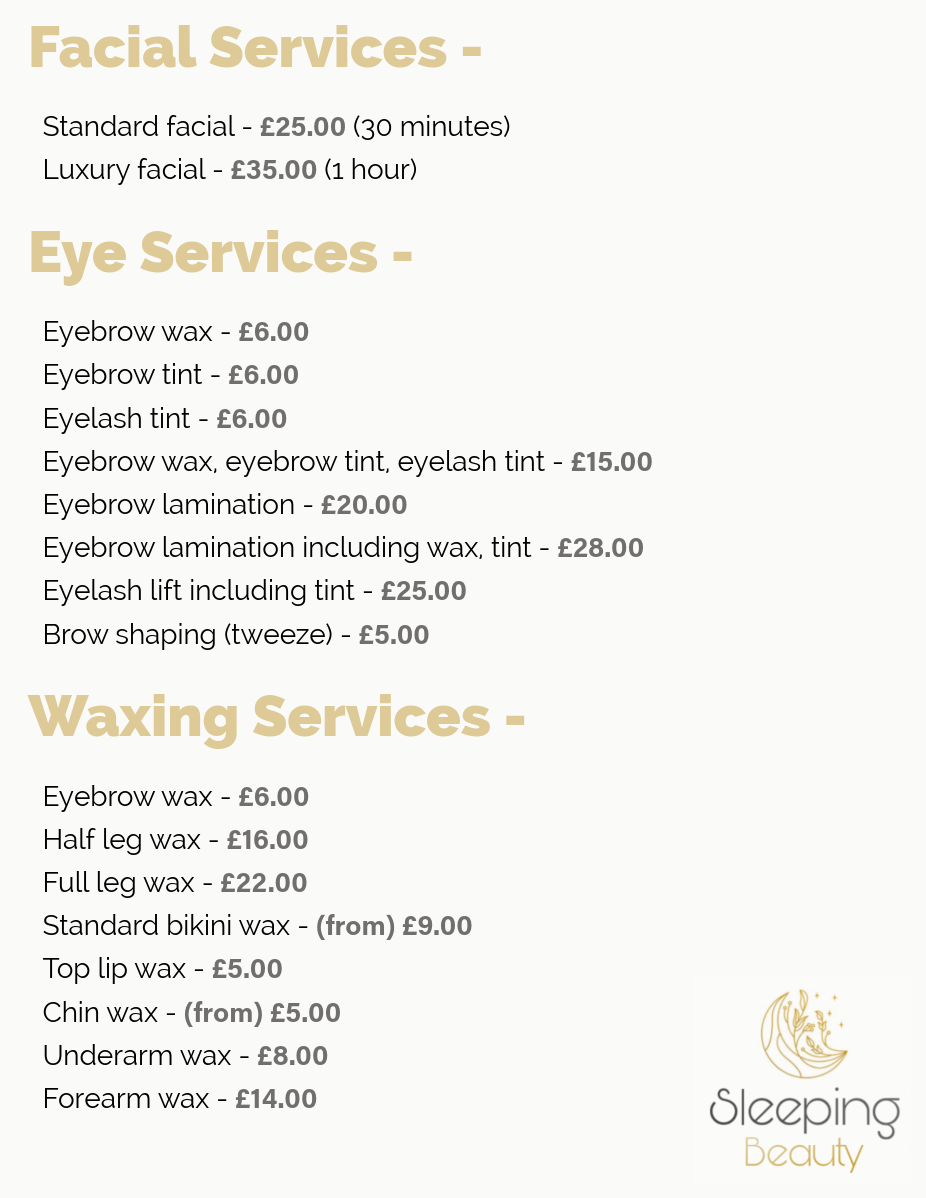 Facial Services -
Standard facial - £25.00 (30 minutes)
Luxury facial - £35.00 (1 hour)
Eye Services -
Eyebrow wax - £6.00
Eyebrow tint - £6.00
Eyelash tint - £6.00
Eyebrow wax, eyebrow tint, eyelash tint - £15.00
Eyebrow lamination - £20.00
Eyebrow lamination including wax, tint - £28.00
Eyelash lift including tint - £25.00
Brow shaping (tweeze) - £5.00
Waxing Services -
Eyebrow wax - £6.00
Half leg wax - £16.00
Full leg wax - £22.00
Standard bikini wax - (from) £9.00
Top lip wax - £5.00
Chin wax - (from) £5.00
Underarm wax - £8.00
Forearm wax - £14.00
Sleeping
Beauty